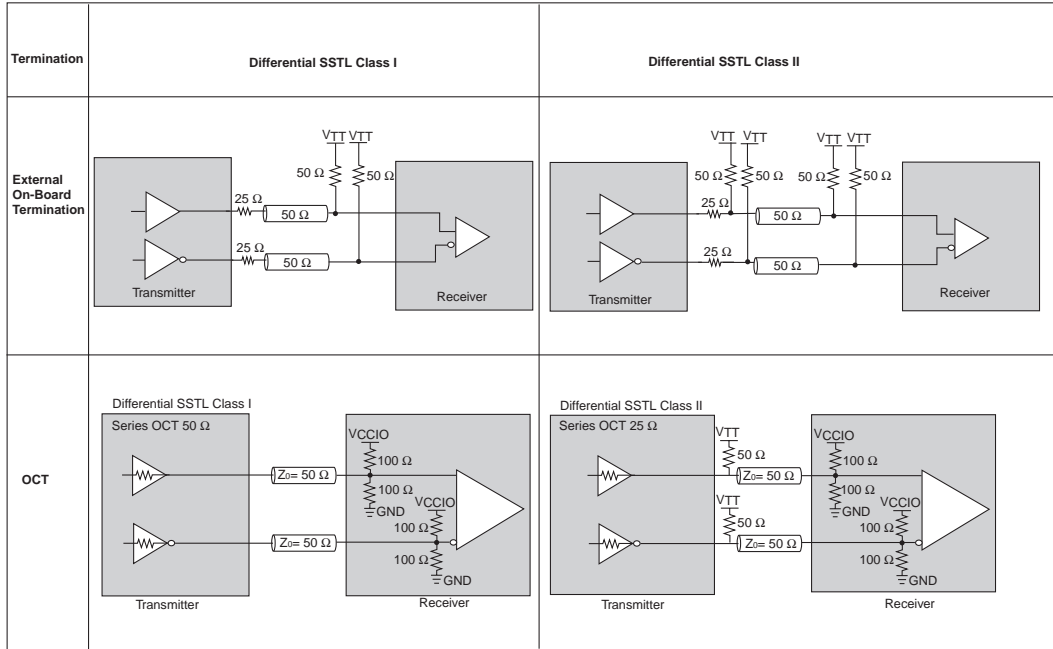 Termination
Differential SSTL Class I
Differential SSTL Class II
External
On-Board
Termination
VTT VTT
50 Ω 50 Ω
25 Ω
50 Ω
25 Ω
50 Ω
Transmitter
Receiver
VTT VTT
50 Ω 50 Ω
VTT VTT
50 Ω 50 Ω
25 Ω
50 Ω
25 Ω
50 Ω
Transmitter
Receiver
OCT
Differential SSTL Class I
Series OCT 50 Ω
VCCIO
100 Ω
Z0= 50 Ω
100 Ω
VCCIO
GND
100 Ω
Z0= 50 Ω
100 Ω
GND
Transmitter
Receiver
Differential SSTL Class II
Series OCT 25 Ω
VTT
50 Ω
VCCIO
100 Ω
Z0= 50 Ω
100 Ω
VCCIO
GND
VTT
50 Ω
100 Ω
Z0= 50 Ω
100 Ω
GND
Transmitter
Receiver